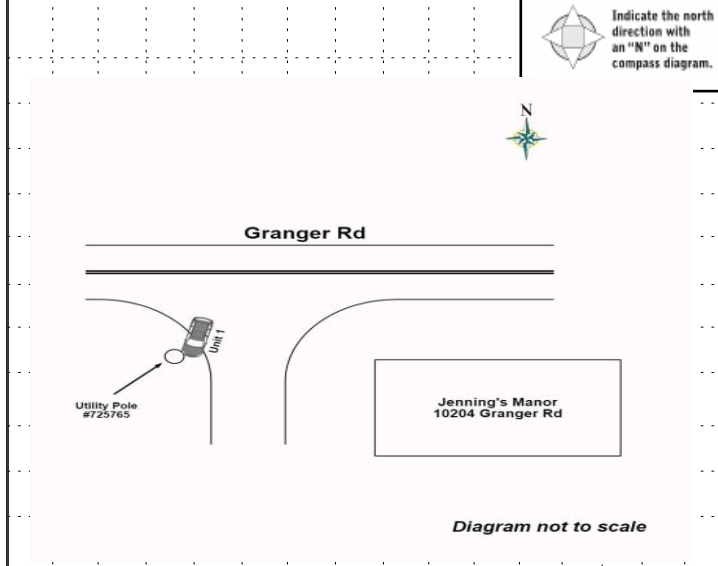 Indicate the north
direction with
an "N" on the
compass diagram.
N
Granger Rd
Unit 1
Utility Pole
#725765
Jenning's Manor
10204 Granger Rd
Diagram not to scale